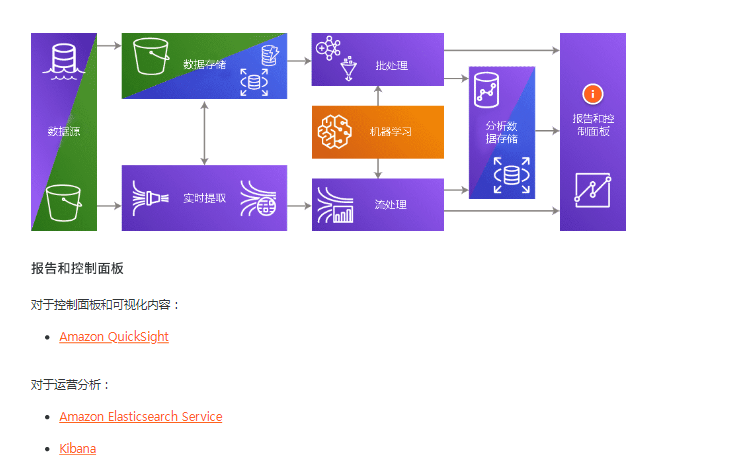 数据源
数据存储
实时提取
批处理
机器学习
流处理
分析数
据存储
报告和控
制面板
报告和控制面板
对于控制面板和可视化内容：
Amazon QuickSight
对于运营分析：
Amazon Elasticsearch Service
Kibana